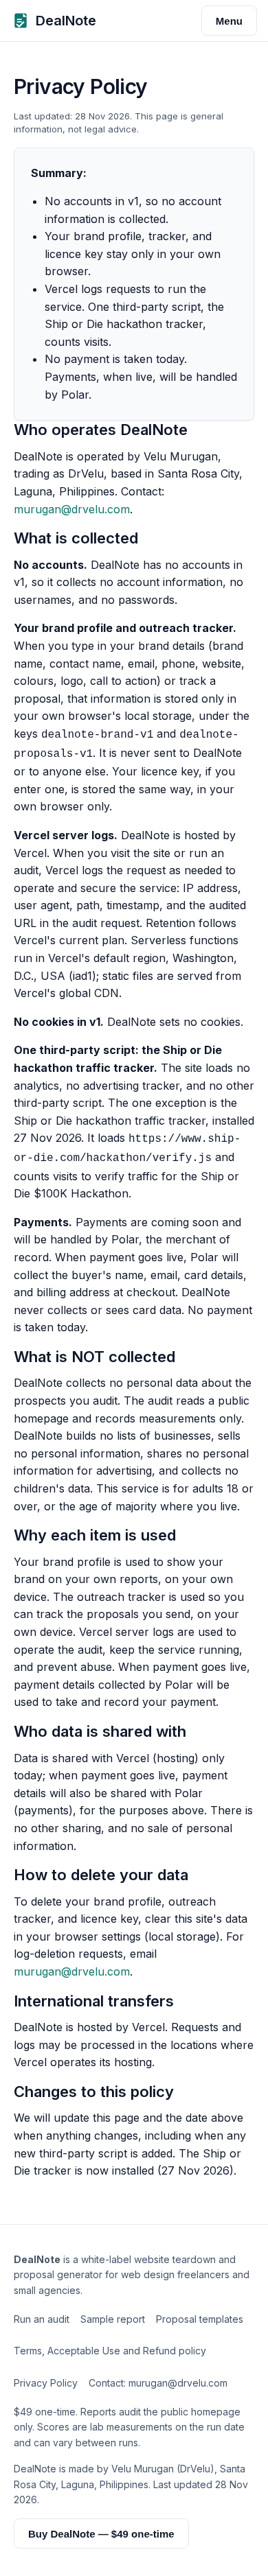 DealNote
Menu
Privacy Policy
Last updated: 28 Nov 2026. This page is general
information, not legal advice.
Summary:
• No accounts in v1, so no account
information is collected.
• Your brand profile, tracker, and
licence key stay only in your own
browser.
• Vercel logs requests to run the
service. One third-party script, the
Ship or Die hackathon tracker,
counts visits.
• No payment is taken today.
Payments, when live, will be handled
by Polar.
Who operates DealNote
DealNote is operated by Velu Murugan,
trading as DrVelu, based in Santa Rosa City,
Laguna, Philippines. Contact:
murugan@drvelu.com.
What is collected
No accounts. DealNote has no accounts in
v1, so it collects no account information, no
usernames, and no passwords.
Your brand profile and outreach tracker.
When you type in your brand details (brand
name, contact name, email, phone, website,
colours, logo, call to action) or track a
proposal, that information is stored only in
your own browser's local storage, under the
keys dealnote-brand-v1 and dealnote-
proposals-v1. It is never sent to DealNote
or to anyone else. Your licence key, if you
enter one, is stored the same way, in your
own browser only.
Vercel server logs. DealNote is hosted by
Vercel. When you visit the site or run an
audit, Vercel logs the request as needed to
operate and secure the service: IP address,
user agent, path, timestamp, and the audited
URL in the audit request. Retention follows
Vercel's current plan. Serverless functions
run in Vercel's default region, Washington,
D.C., USA (iad1); static files are served from
Vercel's global CDN.
No cookies in v1. DealNote sets no cookies.
One third-party script: the Ship or Die
hackathon traffic tracker. The site loads no
analytics, no advertising tracker, and no other
third-party script. The one exception is the
Ship or Die hackathon traffic tracker, installed
27 Nov 2026. It loads https://www.ship-
or-die.com/hackathon/verify.js and
counts visits to verify traffic for the Ship or
Die $100K Hackathon.
Payments. Payments are coming soon and
will be handled by Polar, the merchant of
record. When payment goes live, Polar will
collect the buyer's name, email, card details,
and billing address at checkout. DealNote
never collects or sees card data. No payment
is taken today.
What is NOT collected
DealNote collects no personal data about the
prospects you audit. The audit reads a public
homepage and records measurements only.
DealNote builds no lists of businesses, sells
no personal information, shares no personal
information for advertising, and collects no
children's data. This service is for adults 18 or
over, or the age of majority where you live.
Why each item is used
Your brand profile is used to show your
brand on your own reports, on your own
device. The outreach tracker is used so you
can track the proposals you send, on your
own device. Vercel server logs are used to
operate the audit, keep the service running,
and prevent abuse. When payment goes live,
payment details collected by Polar will be
used to take and record your payment.
Who data is shared with
Data is shared with Vercel (hosting) only
today; when payment goes live, payment
details will also be shared with Polar
(payments), for the purposes above. There is
no other sharing, and no sale of personal
information.
How to delete your data
To delete your brand profile, outreach
tracker, and licence key, clear this site's data
in your browser settings (local storage). For
log-deletion requests, email
murugan@drvelu.com.
International transfers
DealNote is hosted by Vercel. Requests and
logs may be processed in the locations where
Vercel operates its hosting.
Changes to this policy
We will update this page and the date above
when anything changes, including when any
new third-party script is added. The Ship or
Die tracker is now installed (27 Nov 2026).
DealNote is a white-label website teardown and
proposal generator for web design freelancers and
small agencies.
Run an audit Sample report Proposal templates
Terms, Acceptable Use and Refund policy
Privacy Policy Contact: murugan@drvelu.com
$49 one-time. Reports audit the public homepage
only. Scores are lab measurements on the run date
and can vary between runs.
DealNote is made by Velu Murugan (DrVelu), Santa
Rosa City, Laguna, Philippines. Last updated 28 Nov
2026.
Buy DealNote — $49 one-time